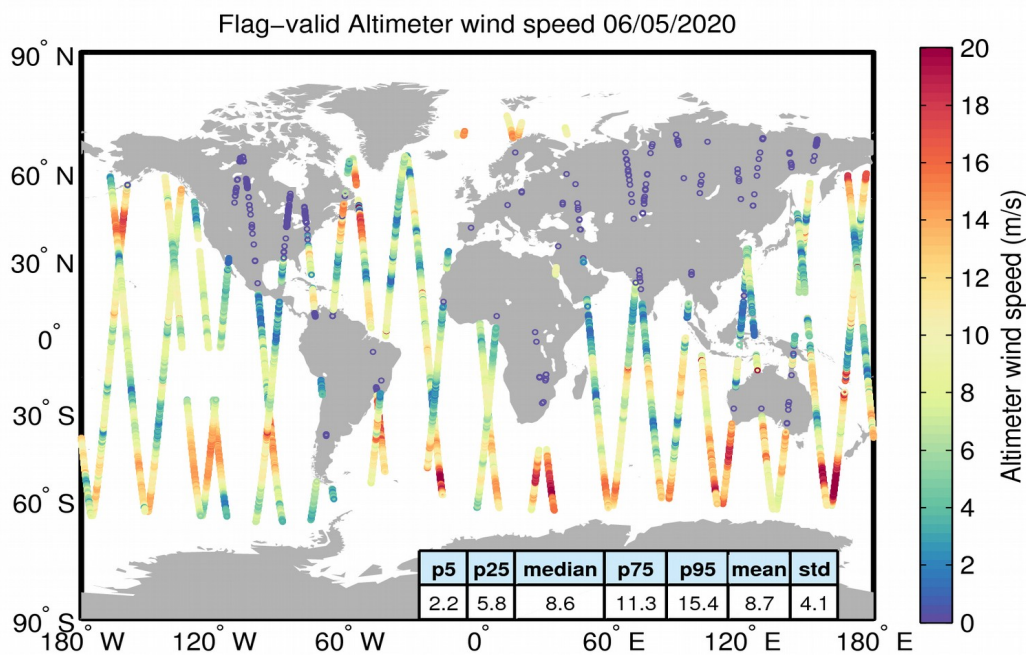 Flag−valid Altimeter wind speed 06/05/2020
90° N
60° N
30° N
0°
30° S
60° S
90° S
180° W
120° W
60° W
0°
60° E
120° E
180° E
p5 p25 median p75 p95 mean std
2.2 5.8 8.6 11.3 15.4 8.7 4.1
20
18
16
14
12
10
8
6
4
2
0
Altimeter wind speed (m/s)